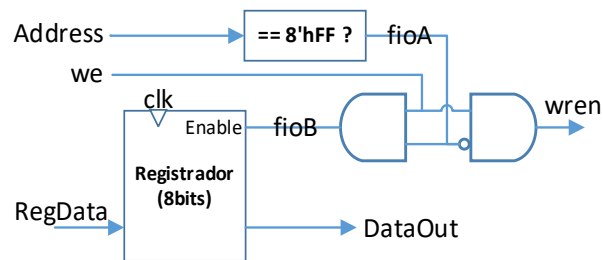 Address
== 8'hFF ?
fioA
we
clk
Enable
fioB
wren
Registrador
(8bits)
RegData
DataOut